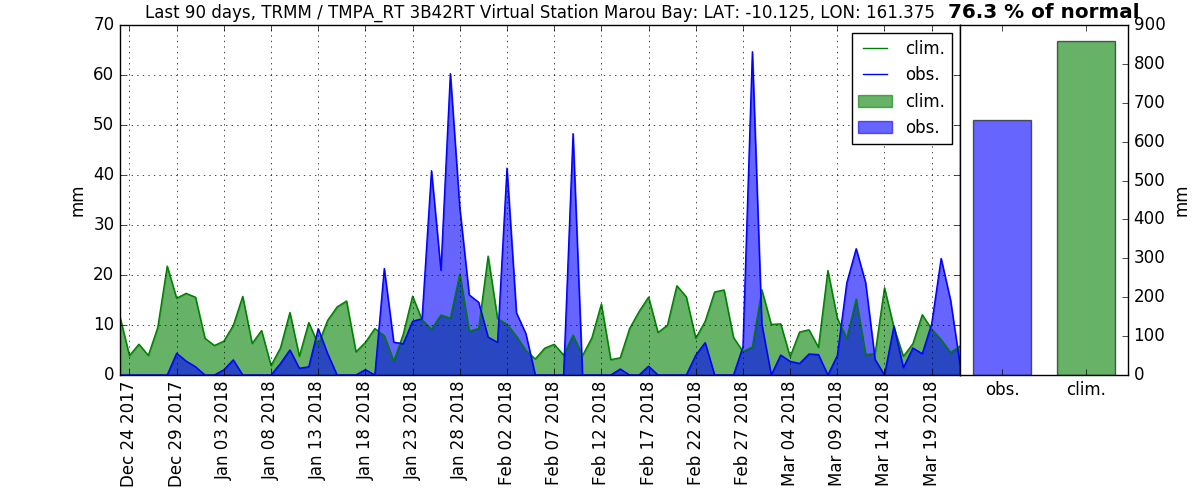 Last 90 days, TRMM / TMPA_RT 3B42RT Virtual Station Marou Bay: LAT: -10.125, LON: 161.375
76.3 % of normal
70
60
50
40
30
20
10
0
mm
clim.
obs.
clim.
obs.
Dec 24 2017
Dec 29 2017
Jan 03 2018
Jan 08 2018
Jan 13 2018
Jan 18 2018
Jan 23 2018
Jan 28 2018
Feb 02 2018
Feb 07 2018
Feb 12 2018
Feb 17 2018
Feb 22 2018
Feb 27 2018
Mar 04 2018
Mar 09 2018
Mar 14 2018
Mar 19 2018
900
800
700
600
500
400
300
200
100
0
mm
obs.
clim.